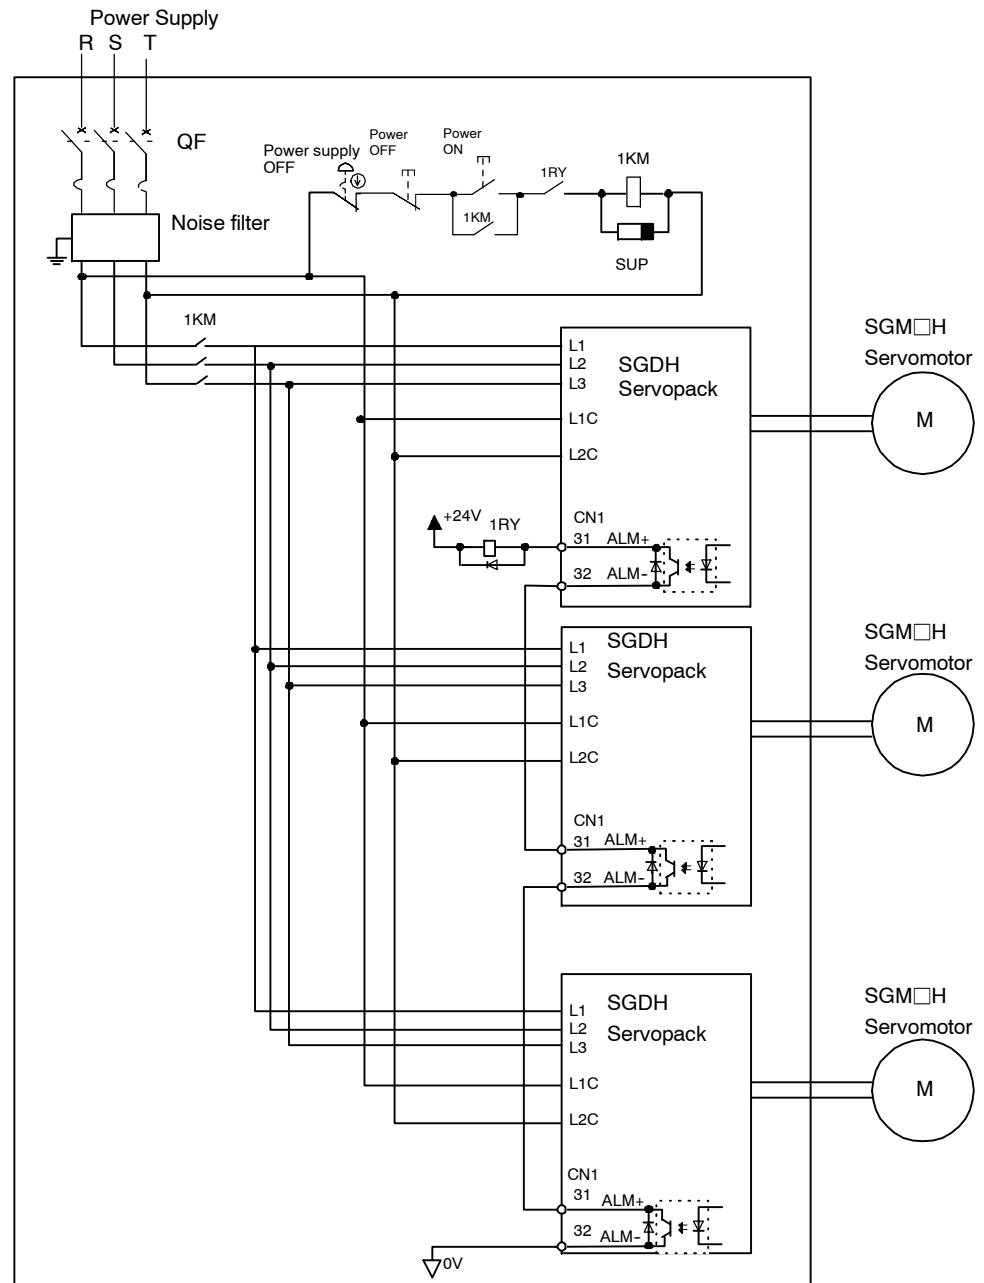 Power Supply
R S T
QF
Power supply
OFF
Power
OFF
Power
ON
1RY
1KM
1KM
SUP
Noise filter
1KM
L1
L2
L3
L1C
L2C
SGDH
Servopack
SGM□H
Servomotor
M
+24V
1RY
CN1
31 ALM+
32 ALM-
L1
L2
L3
L1C
L2C
SGDH
Servopack
SGM□H
Servomotor
M
CN1
31 ALM+
32 ALM-
L1
L2
L3
L1C
L2C
SGDH
Servopack
SGM□H
Servomotor
M
CN1
31 ALM+
32 ALM-
0V